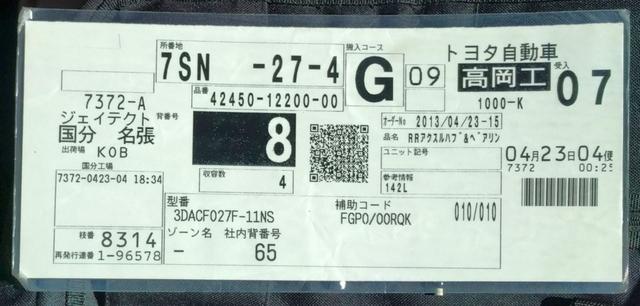 所番地
7SN -27-4
搬入コース
G
09
トヨタ自動車
高岡工
受入
07
1000-K
7372-A
ジェイテクト
国分 名張
出荷場
K0B
国分工場
7372-0423-04 18:34
枝番
8314
再発行連番
1-96578
品番
42450-12200-00
背番号
8
収容数
4
オーダーNo
2013/04/23-15
品名
RRアクスルハブ&ベアリン
ユニット記号
参考情報
142L
04月23日04便
7372
00:25
型番
3DACF027F-11NS
補助コード
FGP0/00RQK
010/010
ゾーン名
-
社内背番号
65